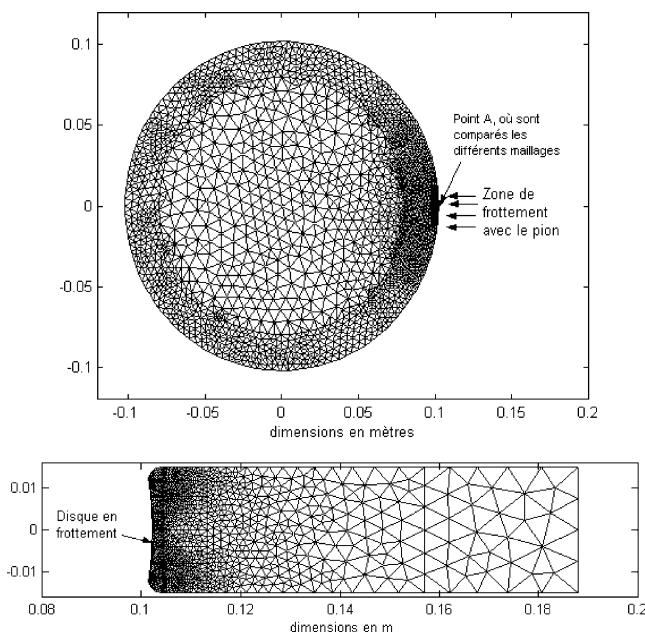 0.1
0.05
0
-0.05
-0.1
Point A, où sont
comparés les
différents maillages
Zone de
frottement
avec le pion
-0.1 -0.05 0 0.05 0.1 0.15 0.2
dimensions en mètres
0.01
0
-0.01
Disque en
frottement
0.08 0.1 0.12 0.14 0.16 0.18 0.2
dimensions en m